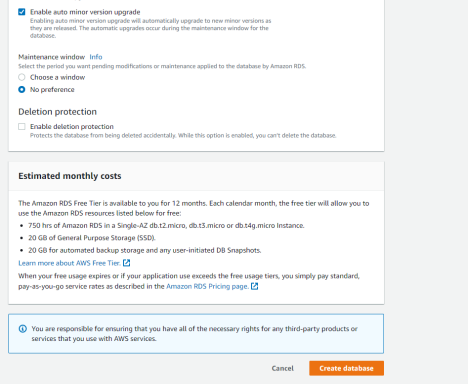 Enable auto minor version upgrade
Enabling auto minor version upgrade will automatically upgrade to new minor versions as
they are released. The automatic upgrades occur during the maintenance window for the
database.
Maintenance window Info
Select the period you want pending modifications or maintenance applied to the database by Amazon RDS.
Choose a window
No preference
Deletion protection
Enable deletion protection
Protects the database from being deleted accidentally. While this option is enabled, you can't delete the database.
Estimated monthly costs
The Amazon RDS Free Tier is available to you for 12 months. Each calendar month, the free tier will allow you to
use the Amazon RDS resources listed below for free:
• 750 hrs of Amazon RDS in a Single-AZ db.t2.micro, db.t3.micro or db.t4g.micro Instance.
• 20 GB of General Purpose Storage (SSD).
• 20 GB for automated backup storage and any user-initiated DB Snapshots.
Learn more about AWS Free Tier.
When your free usage expires or if your application use exceeds the free usage tiers, you simply pay standard,
pay-as-you-go service rates as described in the Amazon RDS Pricing page.
You are responsible for ensuring that you have all of the necessary rights for any third-party products or
services that you use with AWS services.
Cancel Create database